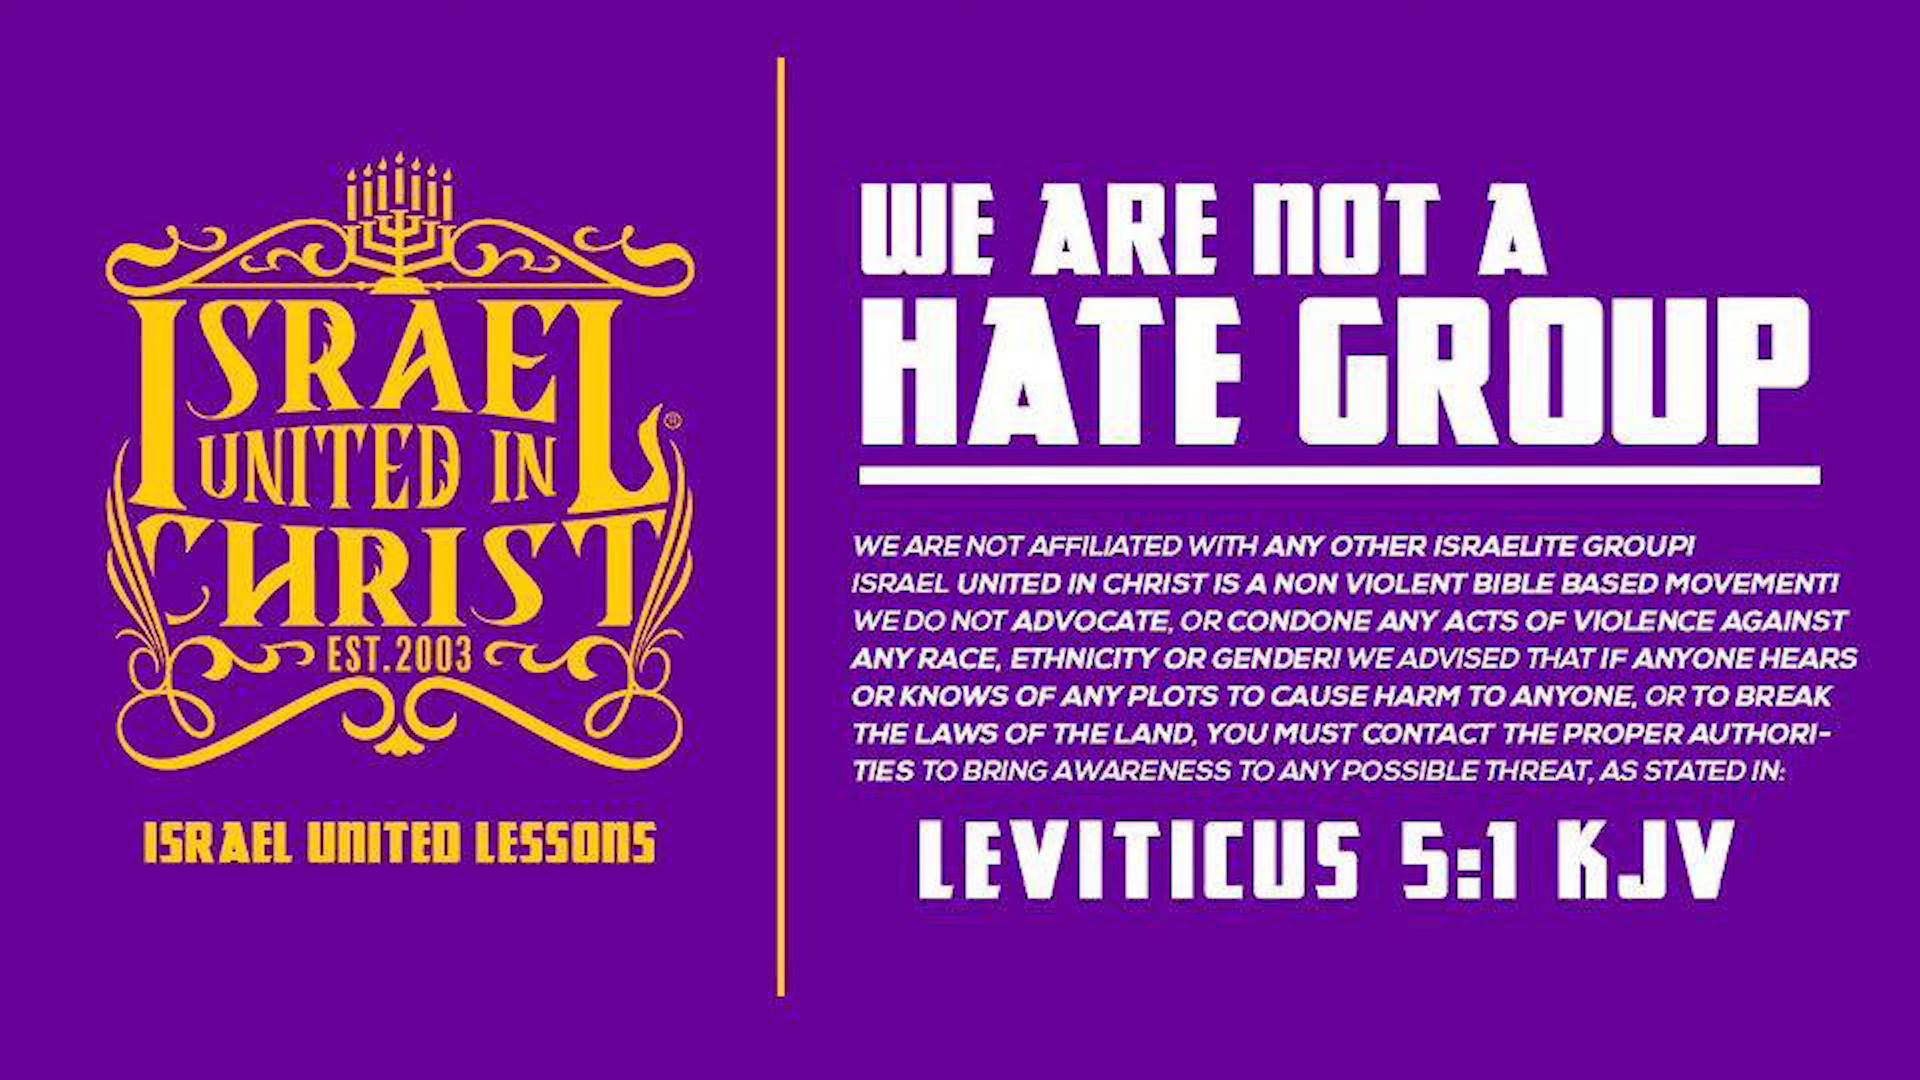 ISRAEL
UNITED IN
CHRIST
®
EST.2003
ISRAEL UNITED LESSONS
WE ARE NOT A
HATE GROUP
WE ARE NOT AFFILIATED WITH ANY OTHER ISRAELITE GROUP!
ISRAEL UNITED IN CHRIST IS A NON VIOLENT BIBLE BASED MOVEMENT!
WE DO NOT ADVOCATE, OR CONDONE ANY ACTS OF VIOLENCE AGAINST
ANY RACE, ETHNICITY OR GENDER! WE ADVISED THAT IF ANYONE HEARS
OR KNOWS OF ANY PLOTS TO CAUSE HARM TO ANYONE, OR TO BREAK
THE LAWS OF THE LAND, YOU MUST CONTACT THE PROPER AUTHORI-
TIES TO BRING AWARENESS TO ANY POSSIBLE THREAT, AS STATED IN:
LEVITICUS 5:1 KJV